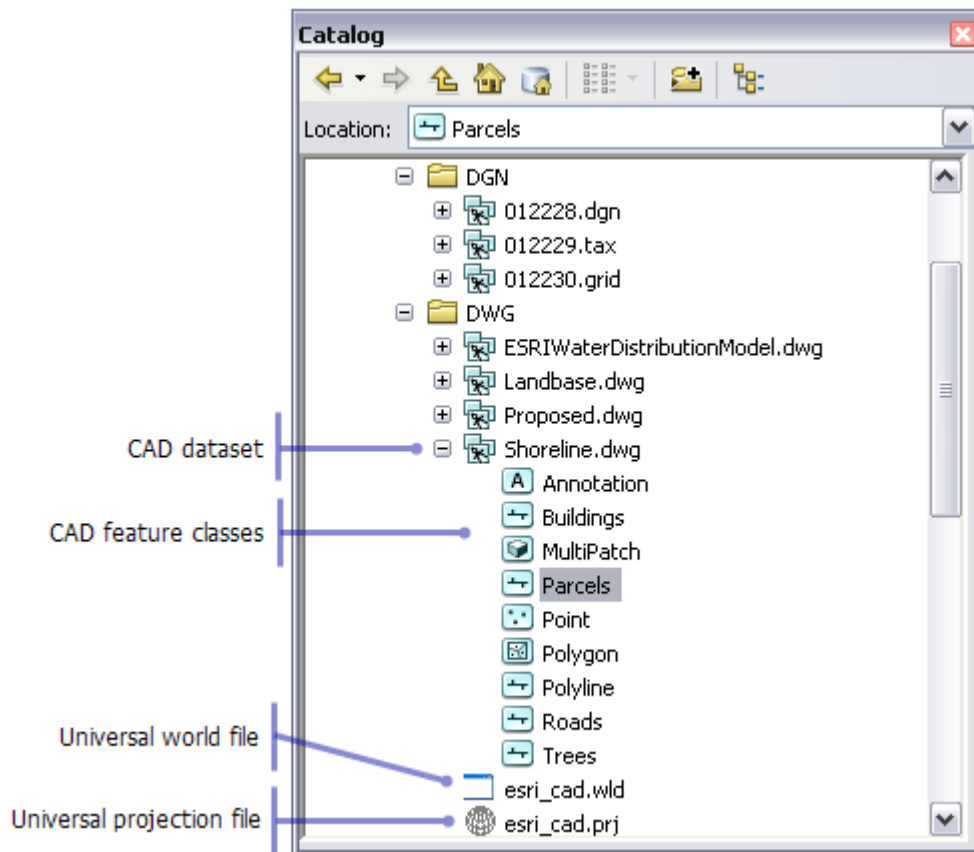 Catalog
Location: Parcels
DGN
012228.dgn
012229.tax
012230.grid
DWG
ESRIWaterDistributionModel.dwg
Landbase.dwg
Proposed.dwg
CAD dataset
Shoreline.dwg
A Annotation
CAD feature classes
Buildings
MultiPatch
Parcels
Point
Polygon
Polyline
Roads
Universal world file
Trees
esri_cad.wld
Universal projection file
esri_cad.prj